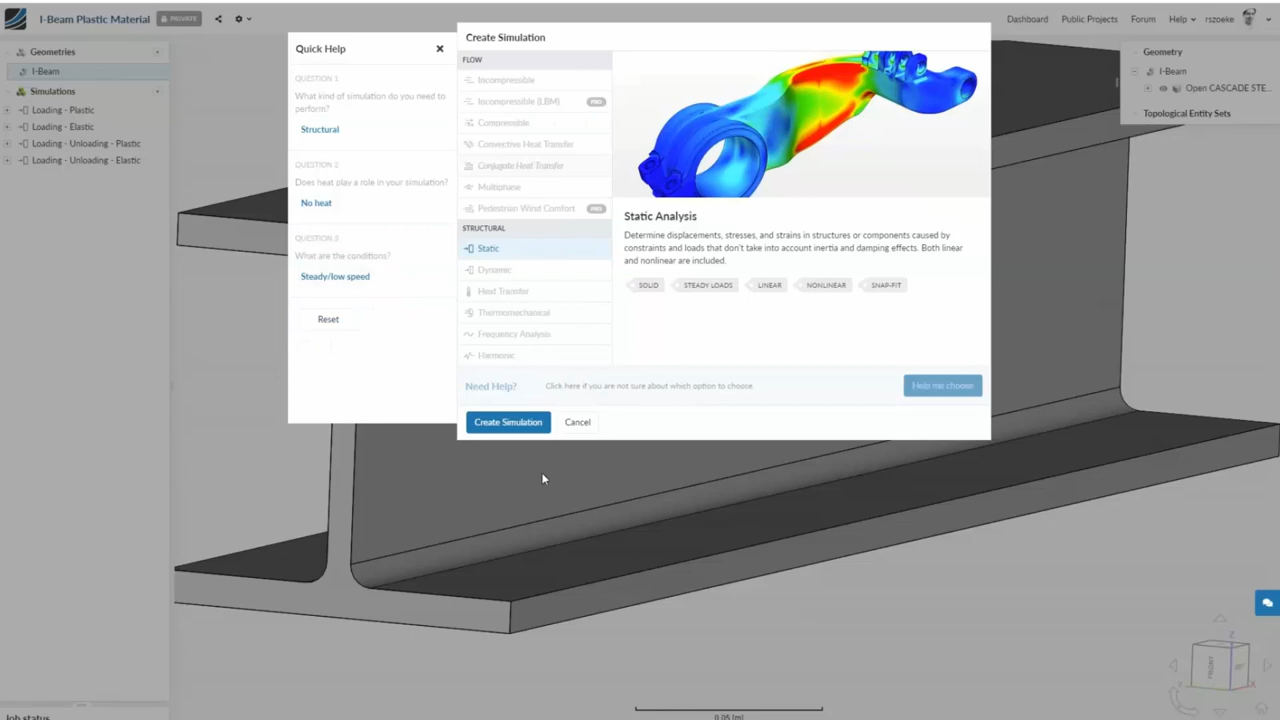 I-Beam Plastic Material
PRIVATE
Dashboard
Public Projects
Forum
Help
rszoeke
Geometries
I-Beam
Simulations
Loading - Plastic
Loading - Elastic
Loading - Unloading - Plastic
Loading - Unloading - Elastic
Quick Help
QUESTION 1
What kind of simulation do you need to
perform?
Structural
QUESTION 2
Does heat play a role in your simulation?
No heat
QUESTION 3
What are the conditions?
Steady/low speed
Reset
Create Simulation
FLOW
Incompressible
Incompressible (LBM)
PRO
Compressible
Convective Heat Transfer
Conjugate Heat Transfer
Multiphase
Pedestrian Wind Comfort
PRO
STRUCTURAL
Static
Dynamic
Heat Transfer
Thermomechanical
Frequency Analysis
Harmonic
Static Analysis
Determine displacements, stresses, and strains in structures or components caused by
constraints and loads that don't take into account inertia and damping effects. Both linear
and nonlinear are included.
SOLID
STEADY LOADS
LINEAR
NONLINEAR
SNAP-FIT
Need Help?
Click here if you are not sure about which option to choose
Help me choose
Create Simulation
Cancel
Geometry
I-Beam
Open CASCADE STE...
Topological Entity Sets
Job status
0.05 [m]
Z
FRONT
Y
X